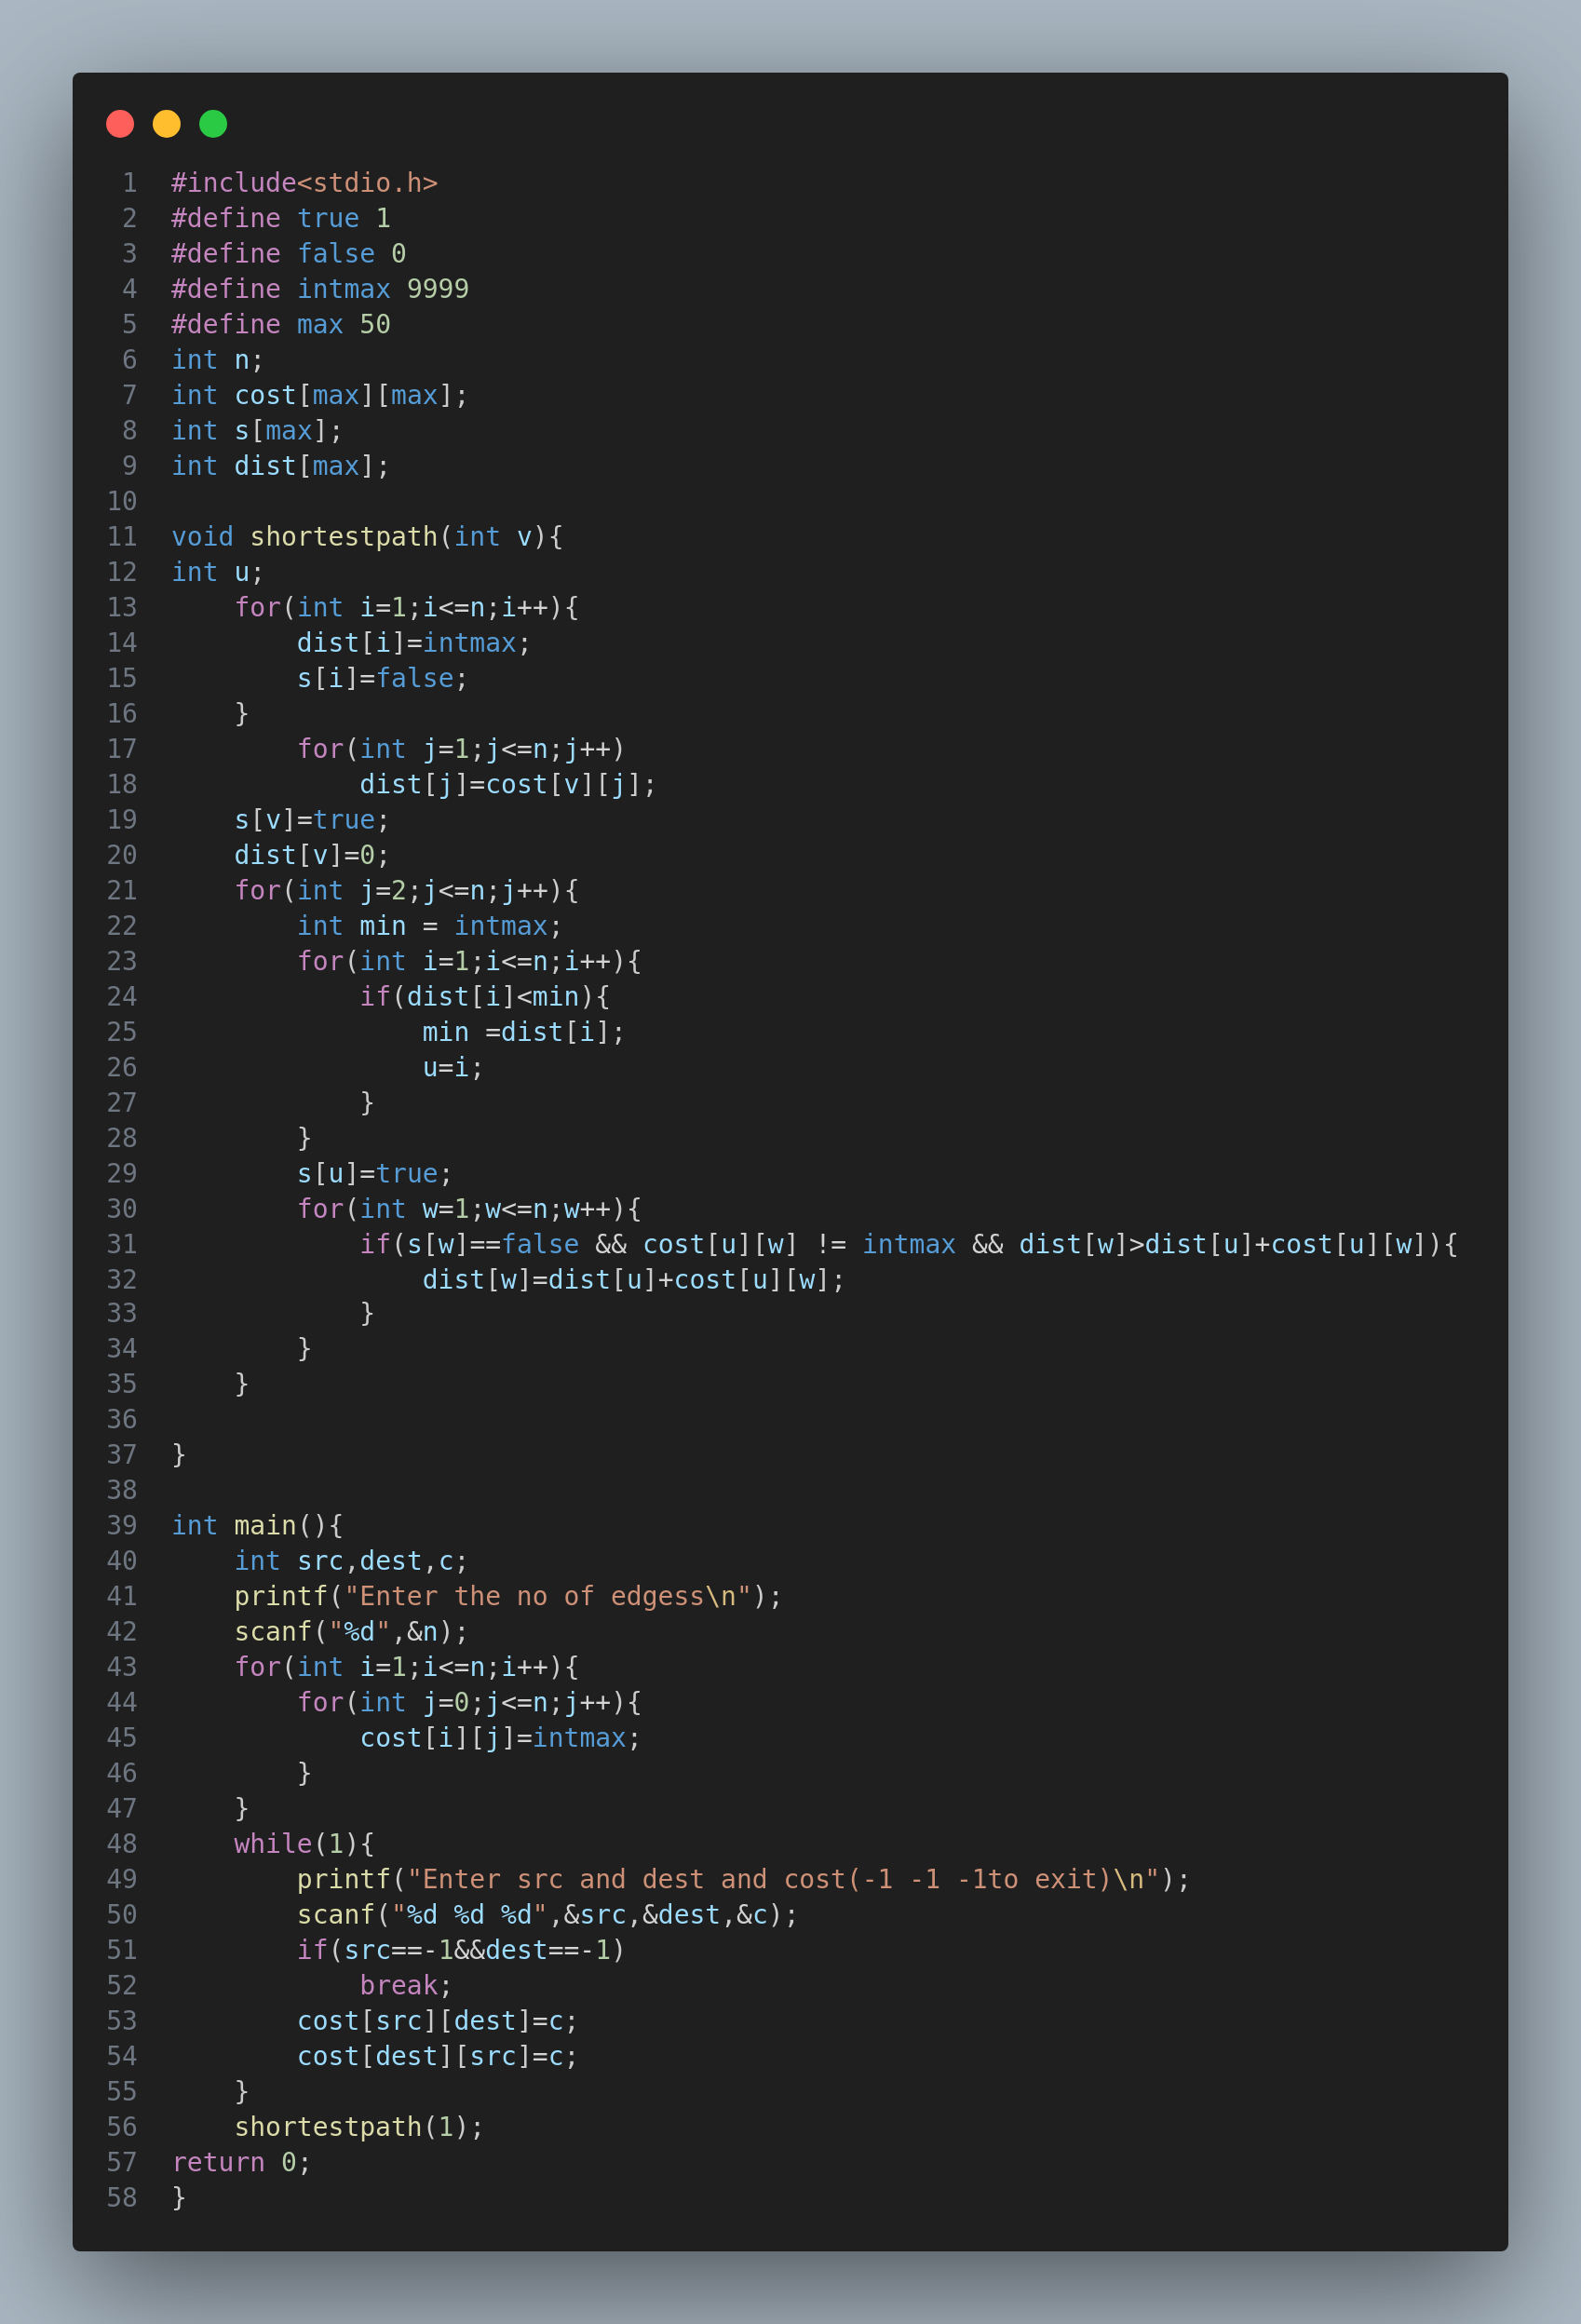 1 #include<stdio.h>
2 #define true 1
3 #define false 0
4 #define intmax 9999
5 #define max 50
6 int n;
7 int cost[max][max];
8 int s[max];
9 int dist[max];
10
11 void shortestpath(int v){
12 int u;
13     for(int i=1;i<=n;i++){
14         dist[i]=intmax;
15         s[i]=false;
16     }
17         for(int j=1;j<=n;j++)
18             dist[j]=cost[v][j];
19     s[v]=true;
20     dist[v]=0;
21     for(int j=2;j<=n;j++){
22         int min = intmax;
23         for(int i=1;i<=n;i++){
24             if(dist[i]<min){
25                 min =dist[i];
26                 u=i;
27             }
28         }
29         s[u]=true;
30         for(int w=1;w<=n;w++){
31             if(s[w]==false && cost[u][w] != intmax && dist[w]>dist[u]+cost[u][w]){
32                 dist[w]=dist[u]+cost[u][w];
33             }
34         }
35     }
36
37 }
38
39 int main(){
40     int src,dest,c;
41     printf("Enter the no of edgess\n");
42     scanf("%d",&n);
43     for(int i=1;i<=n;i++){
44         for(int j=0;j<=n;j++){
45             cost[i][j]=intmax;
46         }
47     }
48     while(1){
49         printf("Enter src and dest and cost(-1 -1 -1to exit)\n");
50         scanf("%d %d %d",&src,&dest,&c);
51         if(src==-1&&dest==-1)
52             break;
53         cost[src][dest]=c;
54         cost[dest][src]=c;
55     }
56     shortestpath(1);
57 return 0;
58 }